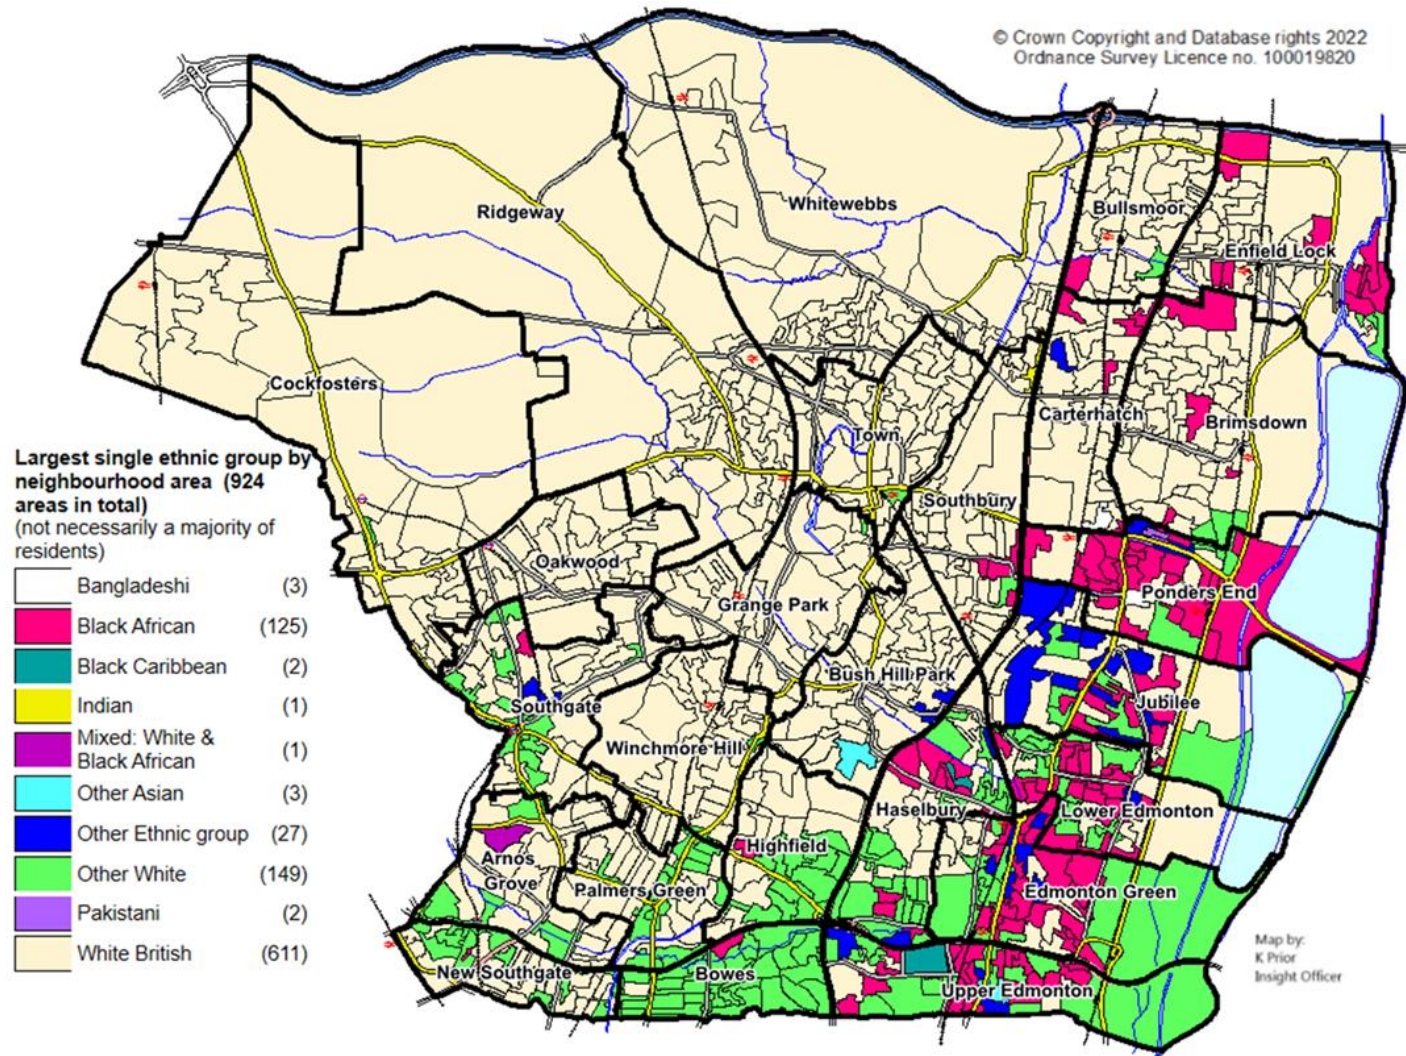 © Crown Copyright and Database rights 2022
Ordnance Survey Licence no. 100019820
Ridgeway
Whitewebbs
Bullsmoor
Enfield Lock
Cockfosters
Town
Carterhatch
Brimsdown
Southbury
Oakwood
Grange Park
Ponders End
Bush Hill Park
Jubilee
Southgate
Winchmore Hill
Haselbury
Lower Edmonton
Highfield
Arnos
Grove
Palmers Green
Edmonton Green
New Southgate
Bowes
Upper Edmonton
Largest single ethnic group by
neighbourhood area (924
areas in total)
(not necessarily a majority of
residents)
Bangladeshi (3)
Black African (125)
Black Caribbean (2)
Indian (1)
Mixed: White &
Black African (1)
Other Asian (3)
Other Ethnic group (27)
Other White (149)
Pakistani (2)
White British (611)
Map by:
K Prior
Insight Officer